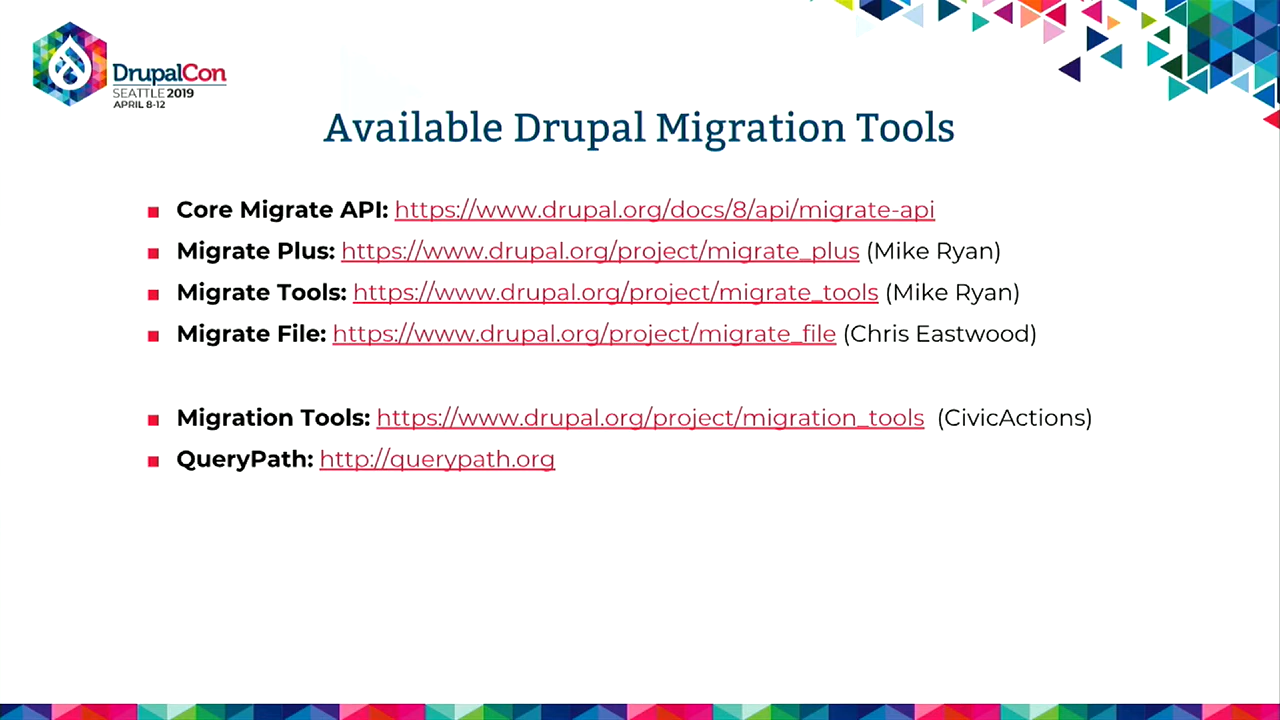 DrupalCon
SEATTLE 2019
APRIL 8-12
Available Drupal Migration Tools
Core Migrate API: https://www.drupal.org/docs/8/api/migrate-api
Migrate Plus: https://www.drupal.org/project/migrate_plus (Mike Ryan)
Migrate Tools: https://www.drupal.org/project/migrate_tools (Mike Ryan)
Migrate File: https://www.drupal.org/project/migrate_file (Chris Eastwood)
Migration Tools: https://www.drupal.org/project/migration_tools (CivicActions)
QueryPath: http://querypath.org